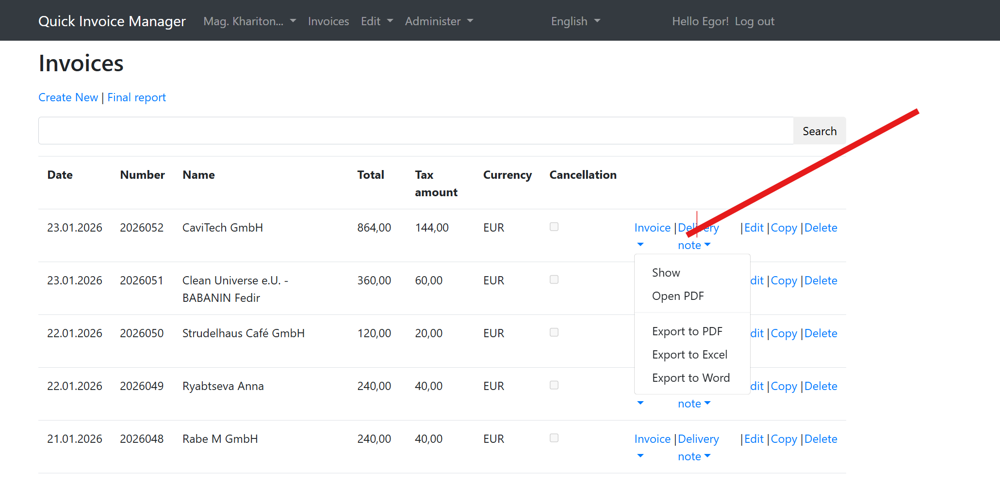 Quick Invoice Manager Mag. Khariton... Invoices Edit Administer English Hello Egor! Log out
Invoices
Create New | Final report
Search
Date Number Name Total Tax amount Currency Cancellation
23.01.2026 2026052 CaviTech GmbH 864,00 144,00 EUR Invoice |Delivery note |Edit |Copy |Delete
Show
Open PDF
Export to PDF
Export to Excel
Export to Word
23.01.2026 2026051 Clean Universe e.U. - 360,00 60,00 EUR dit |Copy |Delete
BABANIN Fedir
22.01.2026 2026050 Strudelhaus Café GmbH 120,00 20,00 EUR dit |Copy |Delete
22.01.2026 2026049 Ryabtseva Anna 240,00 40,00 EUR dit |Copy |Delete
note
21.01.2026 2026048 Rabe M GmbH 240,00 40,00 EUR Invoice |Delivery |Edit |Copy |Delete
note